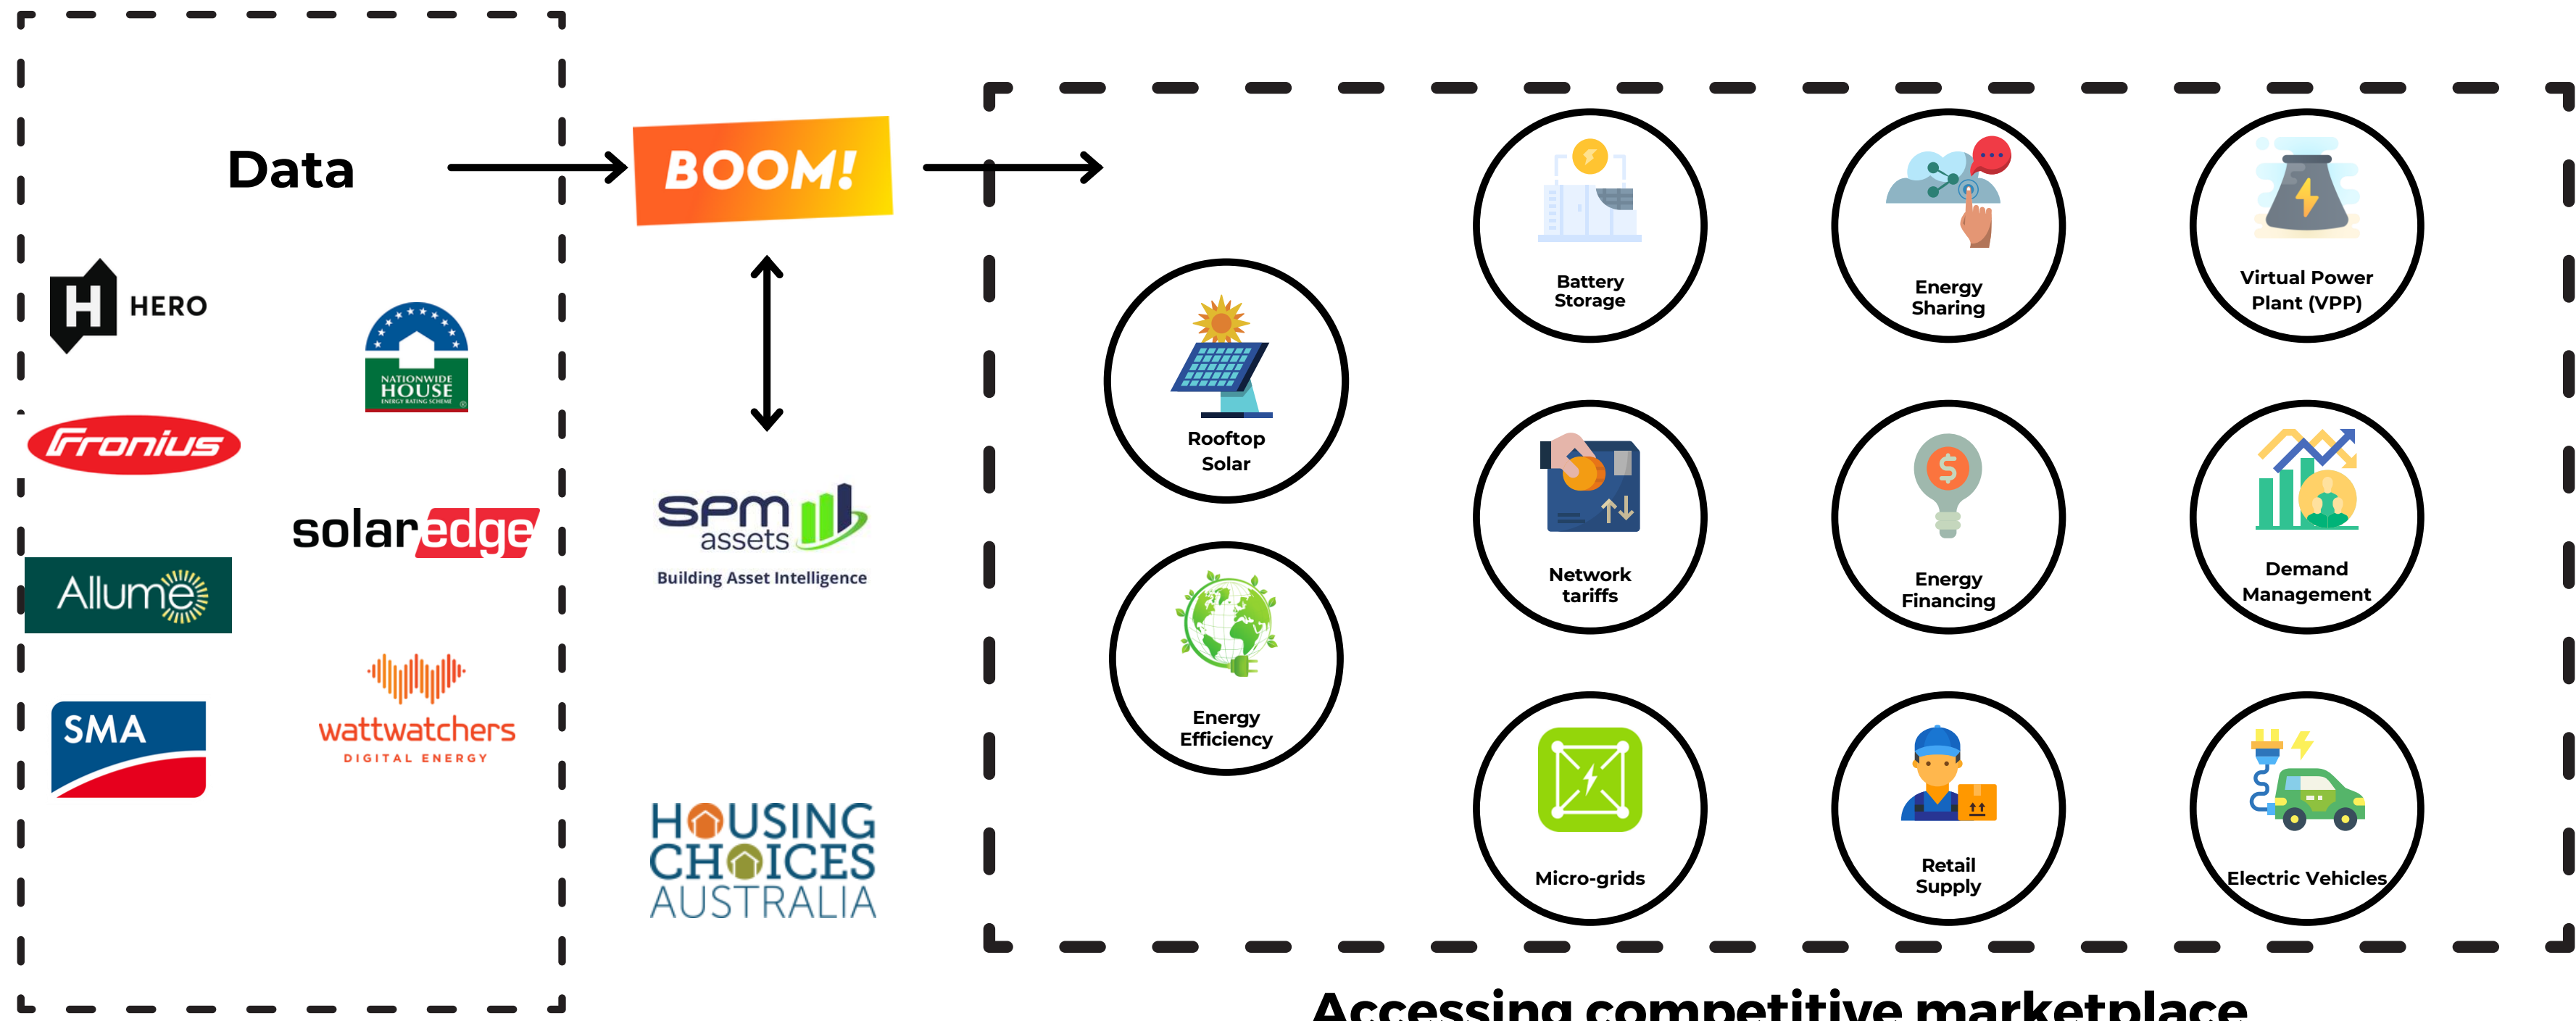 Data
BOOM!
H HERO
NATIONWIDE
HOUSE
ENERGY RATING SCHEME
®
Fronius
solaredge
Allume
SMA
wattwatchers
DIGITAL ENERGY
SPM
assets
Building Asset Intelligence
HOUSING
CHOICES
AUSTRALIA
Rooftop
Solar
Energy
Efficiency
Battery
Storage
Energy
Sharing
Virtual Power
Plant (VPP)
Network
tariffs
$
Energy
Financing
Demand
Management
Micro-grids
Retail
Supply
Electric Vehicles
Accessing competitive marketplace